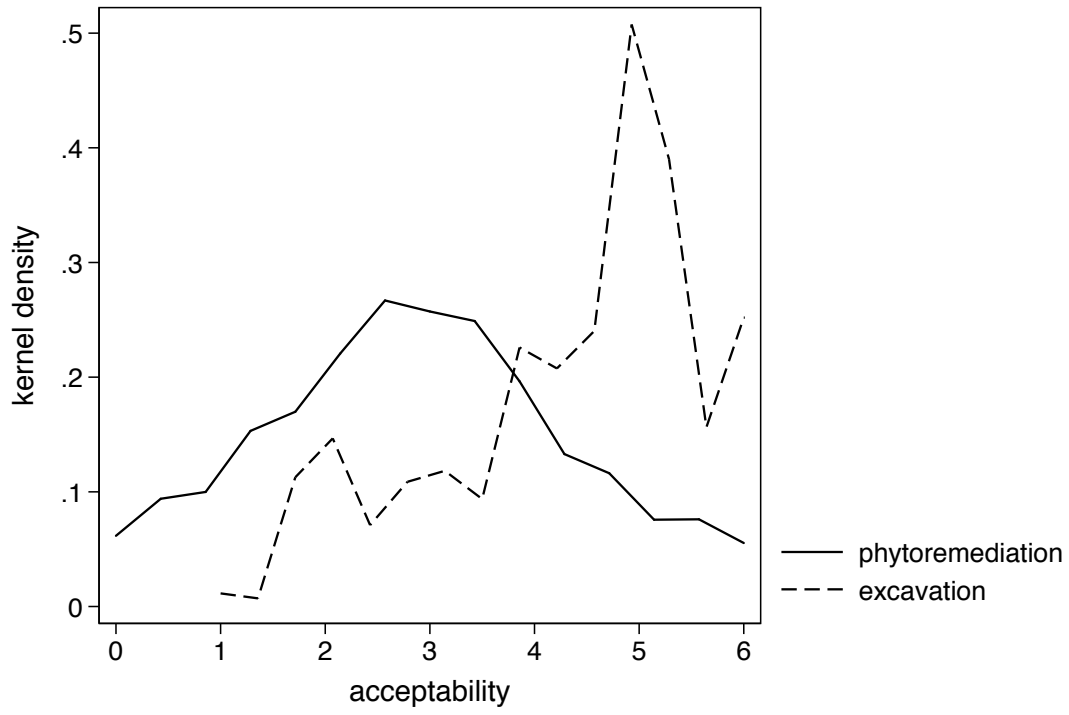 .5
.4
.3
.2
.1
0
kernel density
0 1 2 3 4 5 6
acceptability
phytoremediation
excavation